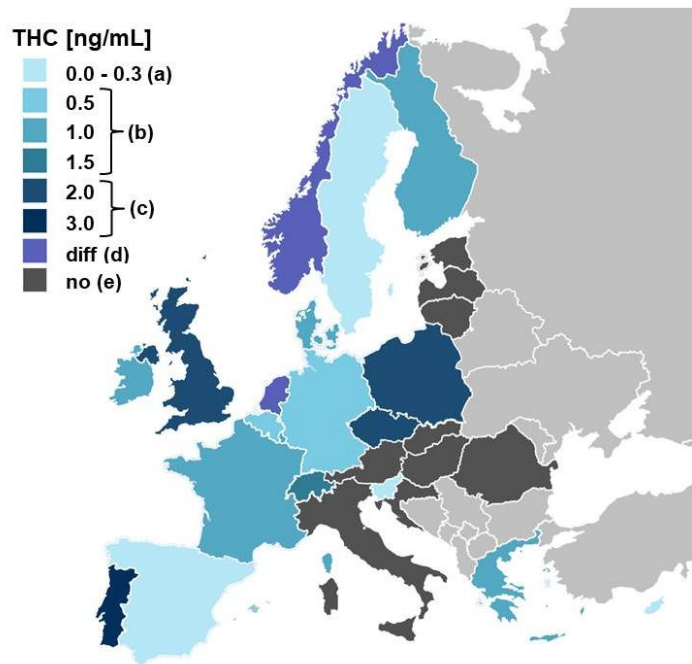 THC [ng/mL]
0.0 - 0.3 (a)
0.5
1.0 (b)
1.5
2.0
(c)
3.0
diff (d)
no (e)